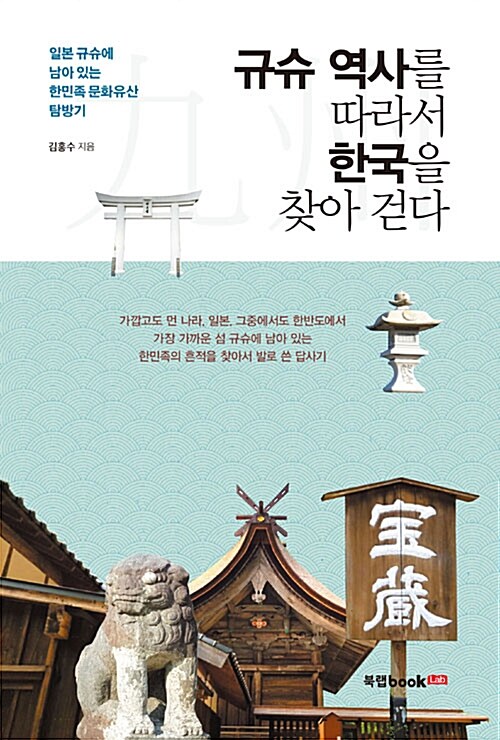 일본 규슈에
남아 있는
한민족 문화유산
탐방기
김홍수 지음
규슈 역사를
따라서
한국을
찾아 걷다
九州
가깝고도 먼 나라, 일본. 그중에서도 한반도에서
가장 가까운 섬 규슈에 남아 있는
한민족의 흔적을 찾아서 발로 쓴 답사기
宝
蔵
북랩book Lab